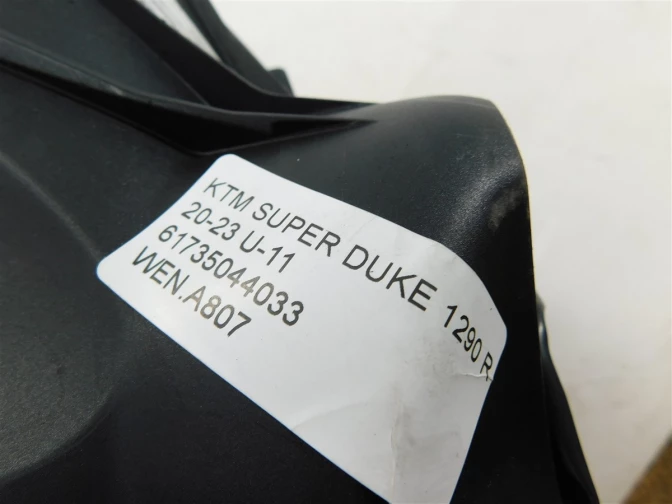 KTM SUPER DUKE 1290 R
20-23 U-11
61735044033
WEN.A807